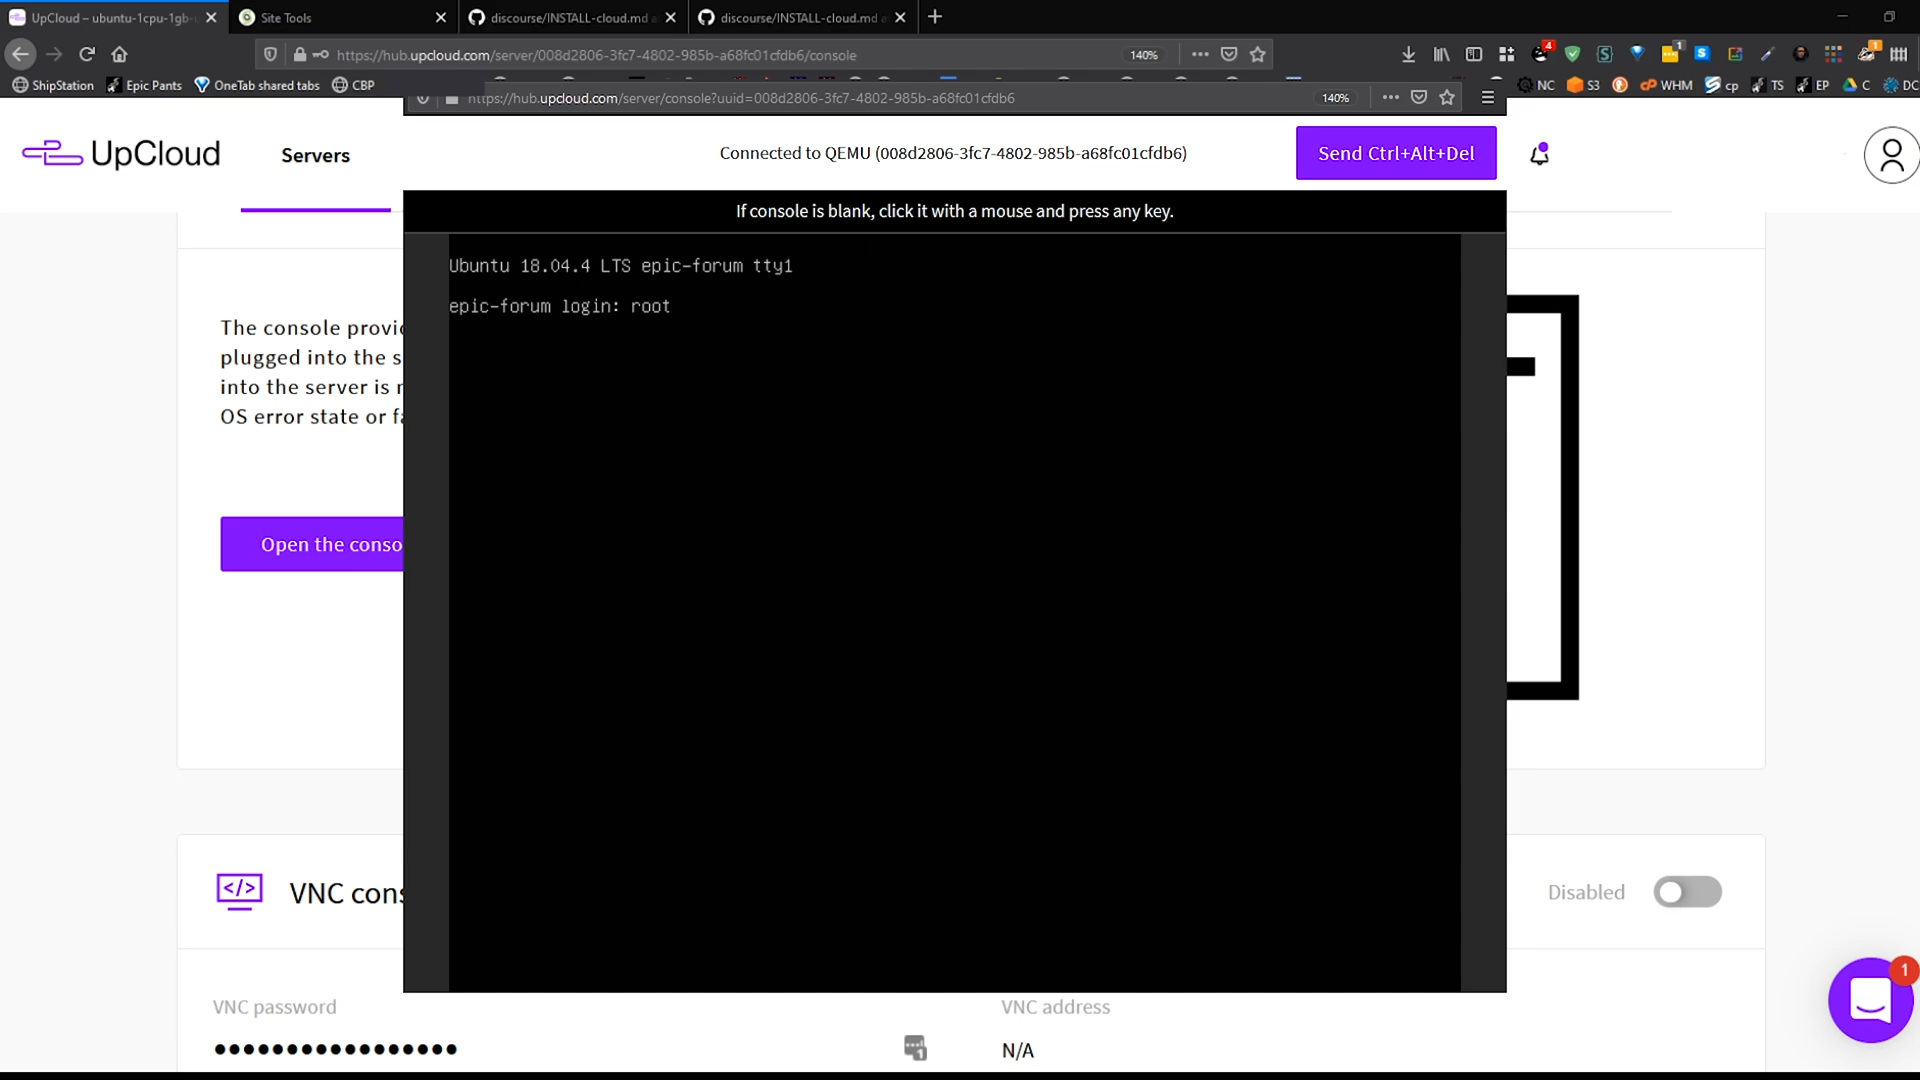 UpCloud – ubuntu-1cpu-1gb-
Site Tools
discourse/INSTALL-cloud.md a
discourse/INSTALL-cloud.md a
https://hub.upcloud.com/server/008d2806-3fc7-4802-985b-a68fc01cfdb6/console
140%
4
1
1
ShipStation
Epic Pants
OneTab shared tabs
CBP
NC
S3
WHM
cp
TS
EP
C
DC
https://hub.upcloud.com/server/console?uuid=008d2806-3fc7-4802-985b-a68fc01cfdb6
140%
UpCloud
Servers
Connected to QEMU (008d2806-3fc7-4802-985b-a68fc01cfdb6)
Send Ctrl+Alt+Del
If console is blank, click it with a mouse and press any key.
Ubuntu 18.04.4 LTS epic-forum tty1
epic-forum login: root
The console provi
plugged into the s
into the server is
OS error state or f
Open the conso
</> VNC cons
Disabled
1
VNC password
VNC address
●●●●●●●●●●●●●●●●●
1
N/A